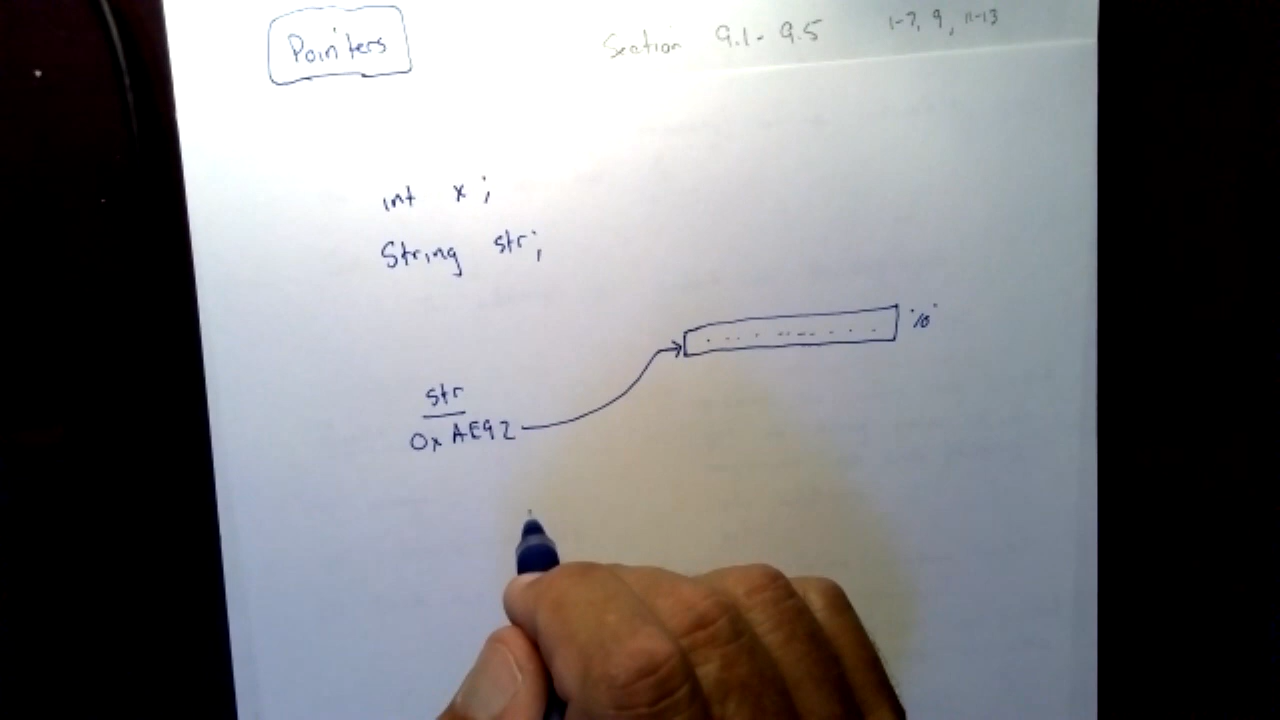 Pointers
Section 9.1 - 9.5 1-7, 9, 11-13
int x;
String str;
'\0'
str
0xAE92